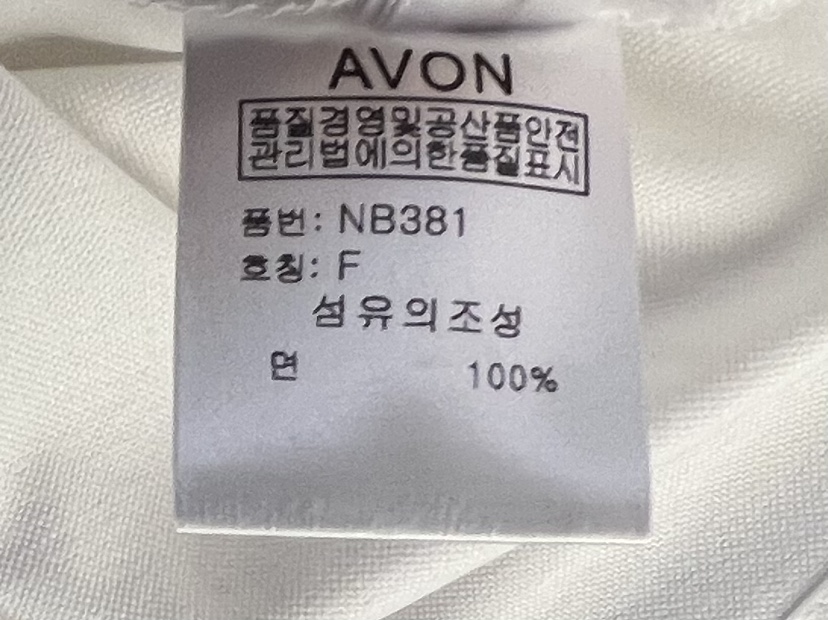 AVON
품질경영및공산품안전
관리법에의한품질표시
품번: NB381
호칭: F
섬유의조성
면 100%